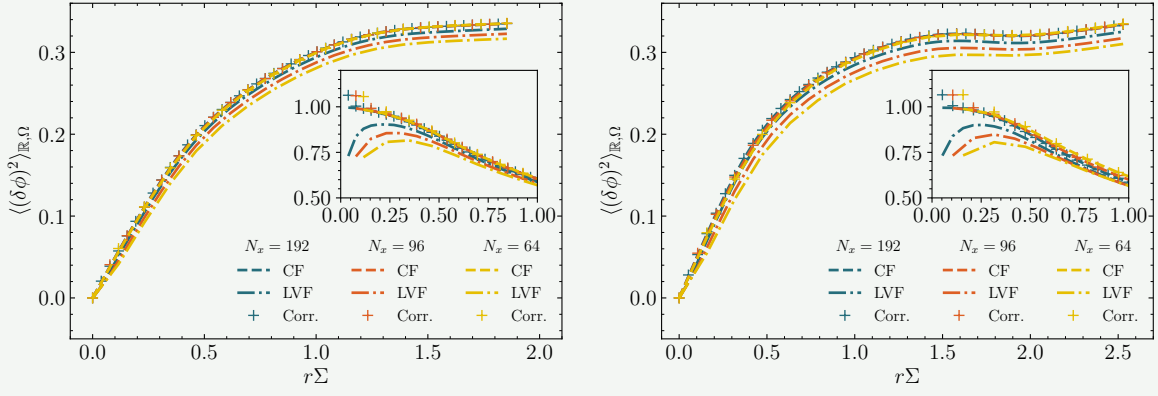 ⟨(δϕ)²⟩ℝ,Ω
0.3
0.2
0.1
0.0
0.0 0.5 1.0 1.5 2.0
rΣ
1.00
0.75
0.50
0.00 0.25 0.50 0.75 1.00
Nₓ = 192 Nₓ = 96 Nₓ = 64
CF CF CF
LVF LVF LVF
Corr. Corr. Corr.
⟨(δϕ)²⟩ℝ,Ω
0.3
0.2
0.1
0.0
0.0 0.5 1.0 1.5 2.0 2.5
rΣ
1.00
0.75
0.50
0.00 0.25 0.50 0.75 1.00
Nₓ = 192 Nₓ = 96 Nₓ = 64
CF CF CF
LVF LVF LVF
Corr. Corr. Corr.